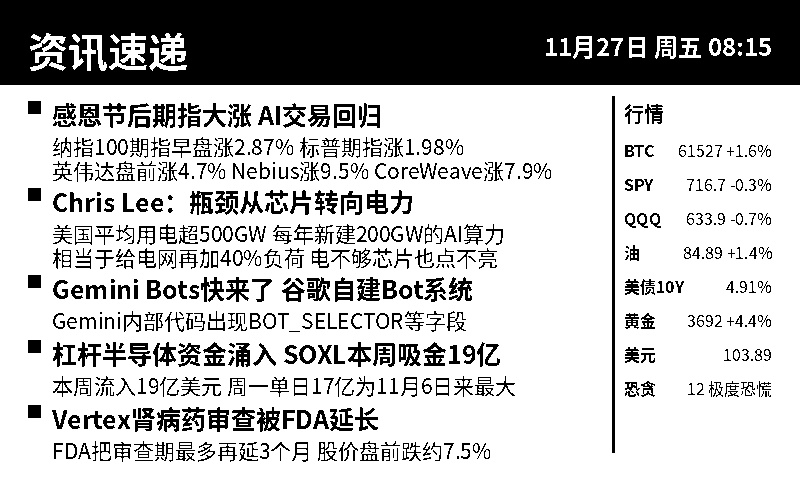 资讯速递
11月27日 周五 08:15
感恩节后期指大涨 AI交易回归
纳指100期指早盘涨2.87% 标普期指涨1.98%
英伟达盘前涨4.7% Nebius涨9.5% CoreWeave涨7.9%
Chris Lee：瓶颈从芯片转向电力
美国平均用电超500GW 每年新建200GW的AI算力
相当于给电网再加40%负荷 电不够芯片也点不亮
Gemini Bots快来了 谷歌自建Bot系统
Gemini内部代码出现BOT_SELECTOR等字段
杠杆半导体资金涌入 SOXL本周吸金19亿
本周流入19亿美元 周一单日17亿为11月6日来最大
Vertex肾病药审查被FDA延长
FDA把审查期最多再延3个月 股价盘前跌约7.5%
行情
BTC 61527 +1.6%
SPY 716.7 -0.3%
QQQ 633.9 -0.7%
油 84.89 +1.4%
美债10Y 4.91%
黄金 3692 +4.4%
美元 103.89
恐贪 12 极度恐慌